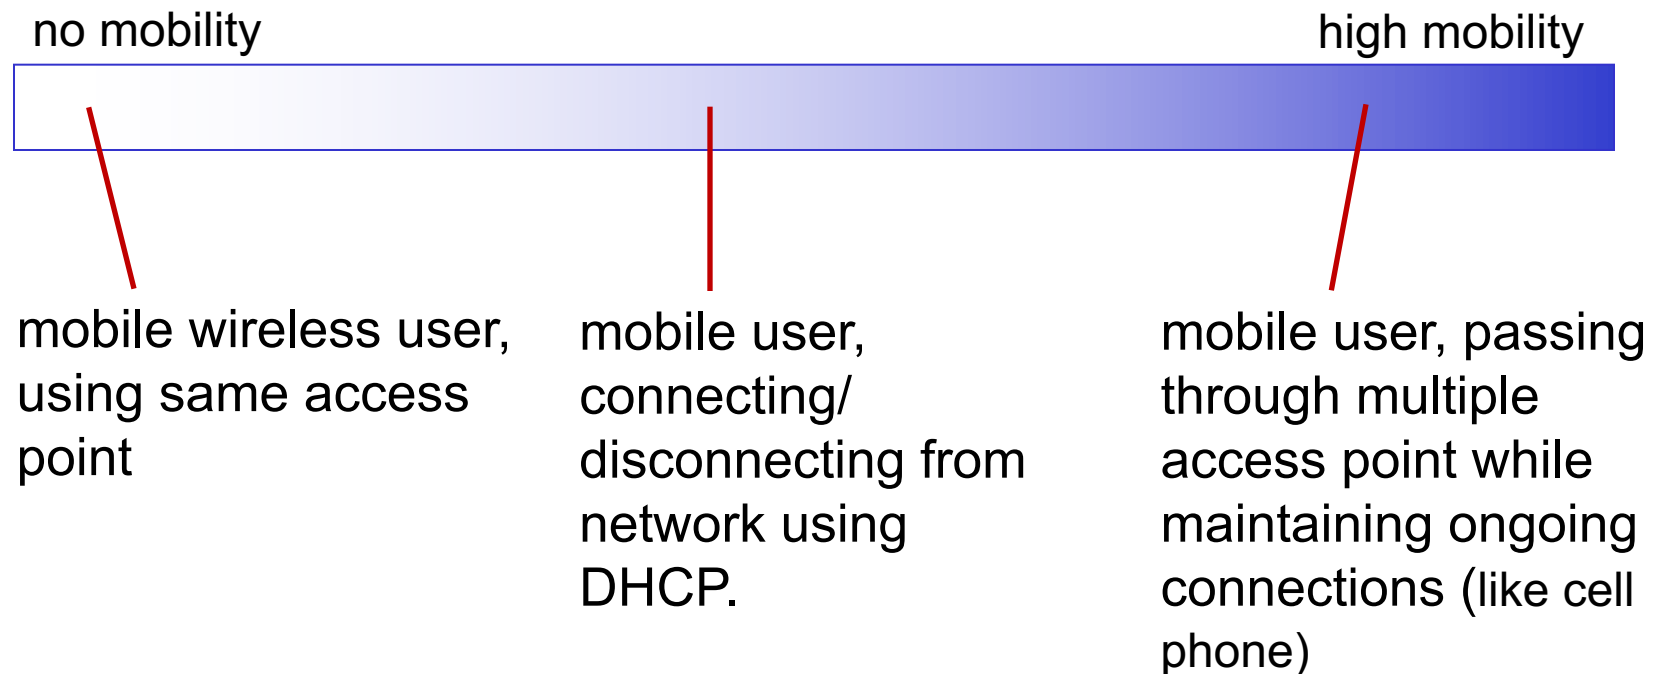 no mobility
high mobility
mobile wireless user,
using same access
point
mobile user,
connecting/
disconnecting from
network using
DHCP.
mobile user, passing
through multiple
access point while
maintaining ongoing
connections (like cell
phone)